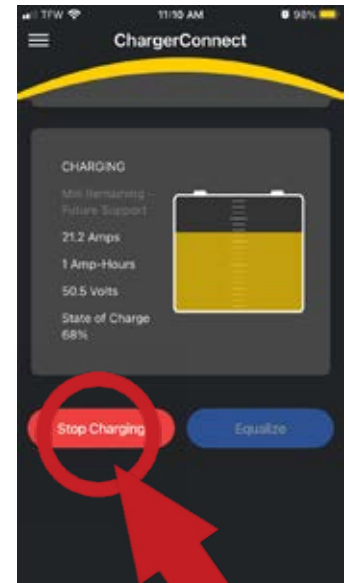 TFW 11:10 AM 98%
ChargerConnect
CHARGING
Min Remaining -
Future Support
21.2 Amps
1 Amp-Hours
50.5 Volts
State of Charge
68%
Stop Charging
Equalize